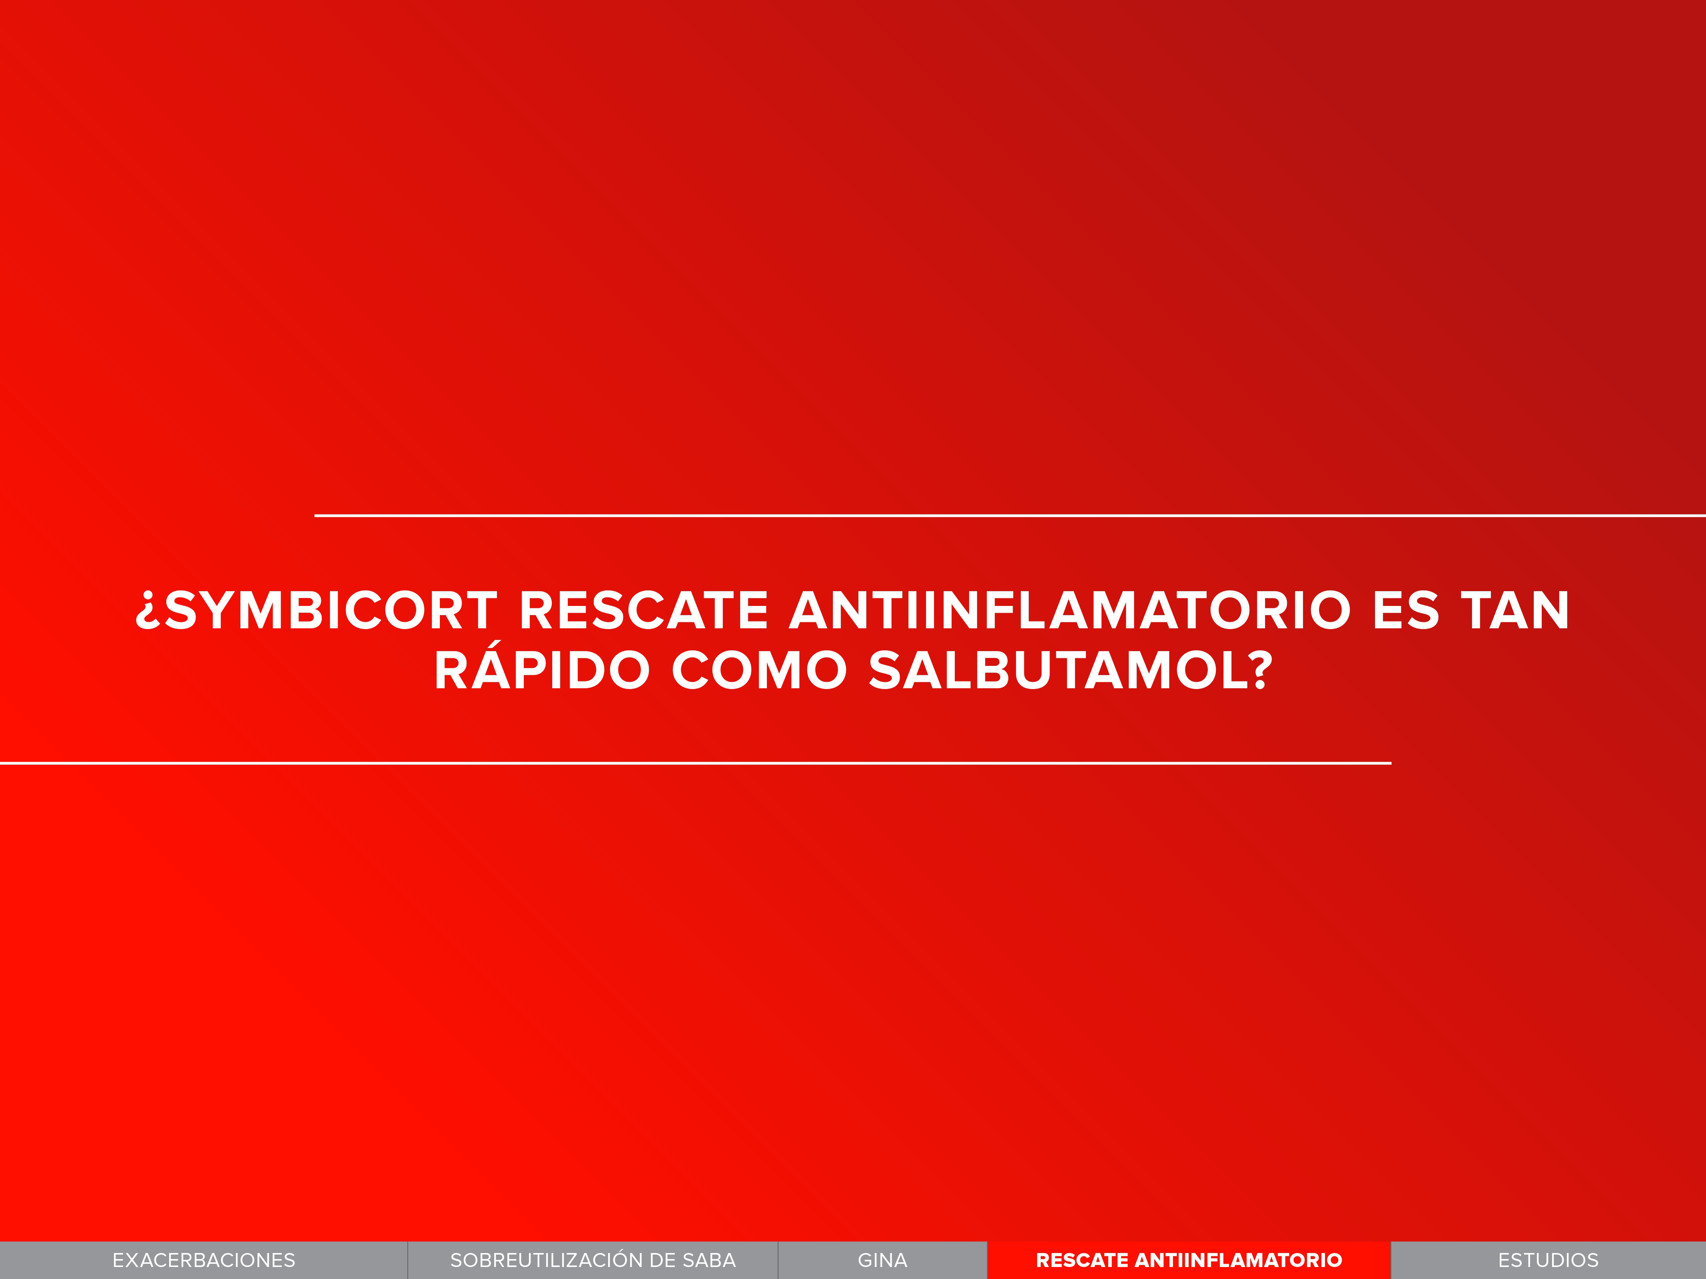 ¿SYMBICORT RESCATE ANTIINFLAMATORIO ES TAN
RÁPIDO COMO SALBUTAMOL?
EXACERBACIONES
SOBREUTILIZACIÓN DE SABA
GINA
RESCATE ANTIINFLAMATORIO
ESTUDIOS